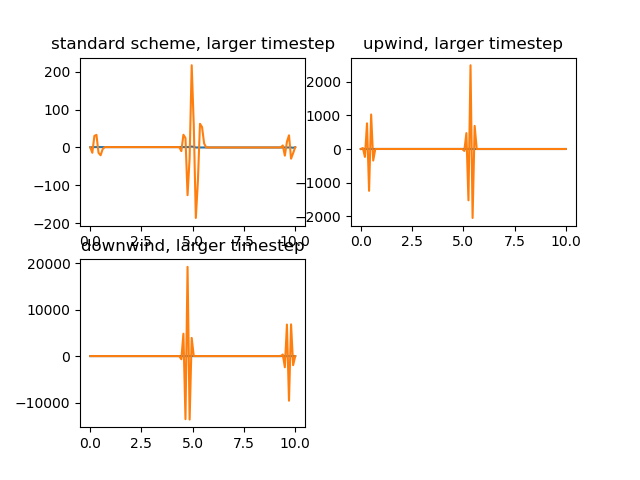 standard scheme, larger timestep
200
100
0
−100
−200
0.0 2.5 5.0 7.5 10.0
upwind, larger timestep
2000
1000
0
−1000
−2000
0.0 2.5 5.0 7.5 10.0
downwind, larger timestep
20000
10000
0
−10000
0.0 2.5 5.0 7.5 10.0